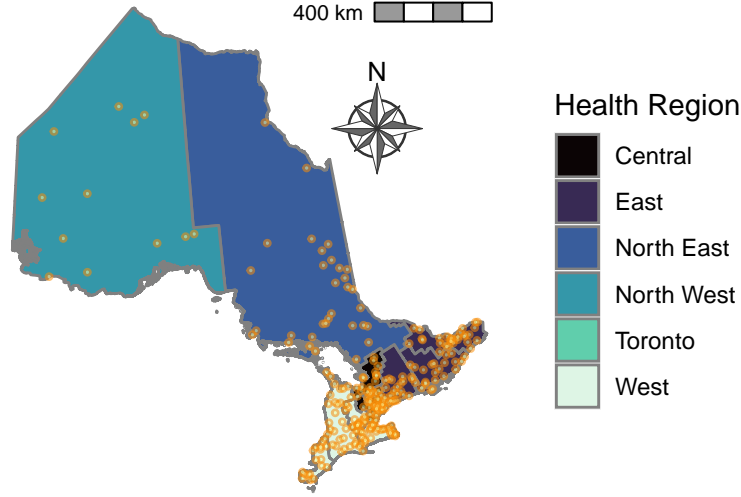 400 km
N
Health Region
Central
East
North East
North West
Toronto
West